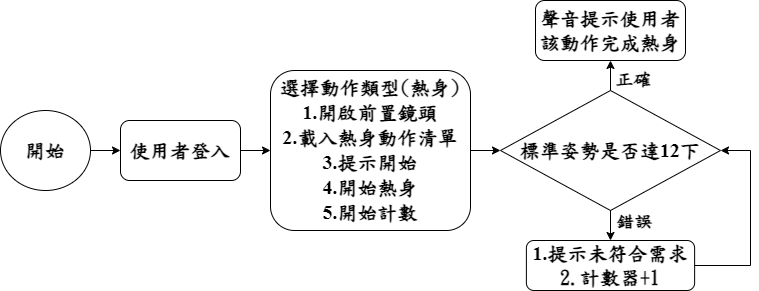 開始
使用者登入
選擇動作類型(熱身)
1.開啟前置鏡頭
2.載入熱身動作清單
3.提示開始
4.開始熱身
5.開始計數
標準姿勢是否達12下
正確
聲音提示使用者
該動作完成熱身
錯誤
1.提示未符合需求
2.計數器+1